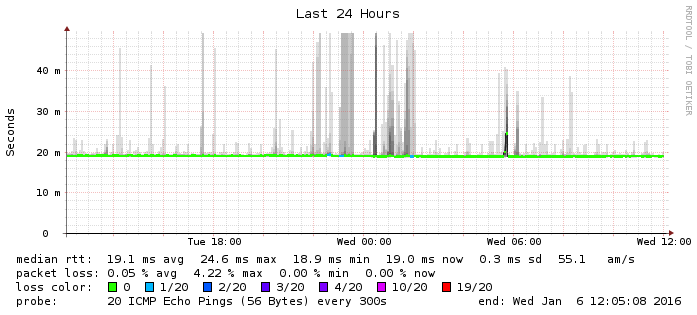 Last 24 Hours
RRDTOOL / TOBI OETIKER
Seconds
40 m
30 m
20 m
10 m
0
Tue 18:00 Wed 00:00 Wed 06:00 Wed 12:00
median rtt: 19.1 ms avg 24.6 ms max 18.9 ms min 19.0 ms now 0.3 ms sd 55.1 am/s
packet loss: 0.05 % avg 4.22 % max 0.00 % min 0.00 % now
loss color: 0 1/20 2/20 3/20 4/20 10/20 19/20
probe: 20 ICMP Echo Pings (56 Bytes) every 300s end: Wed Jan 6 12:05:08 2016